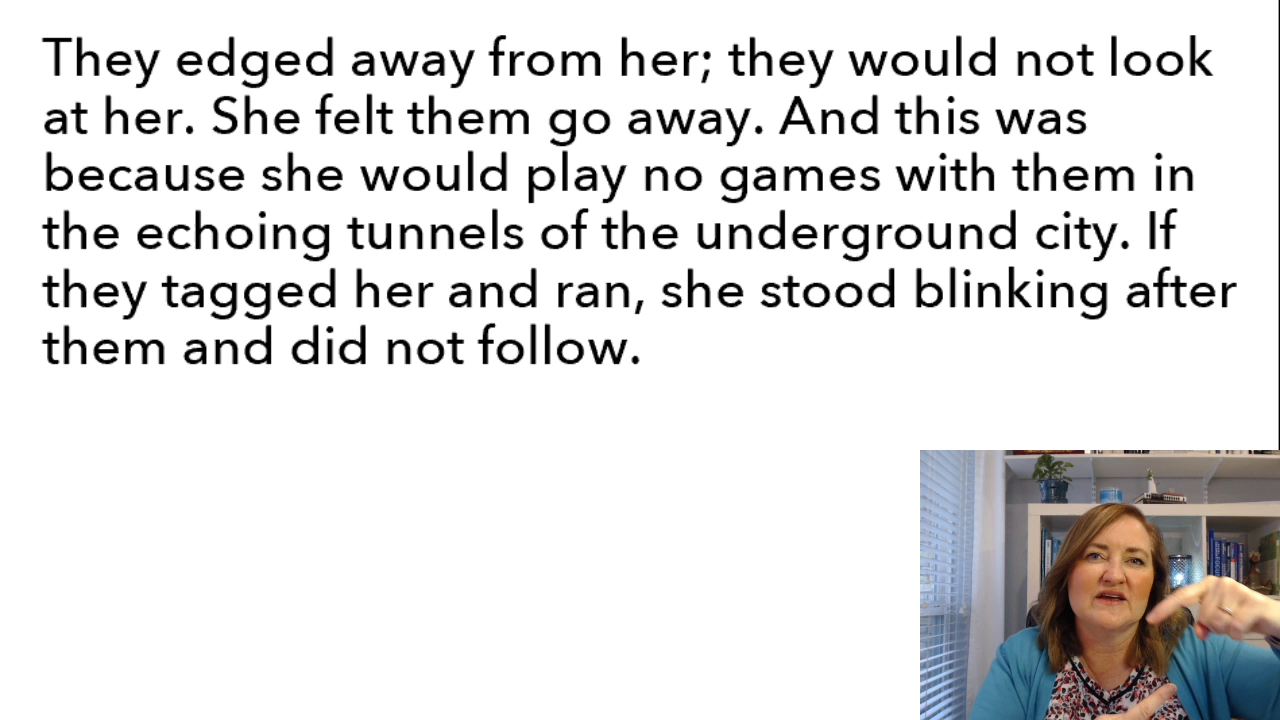 They edged away from her; they would not look
at her. She felt them go away. And this was
because she would play no games with them in
the echoing tunnels of the underground city. If
they tagged her and ran, she stood blinking after
them and did not follow.